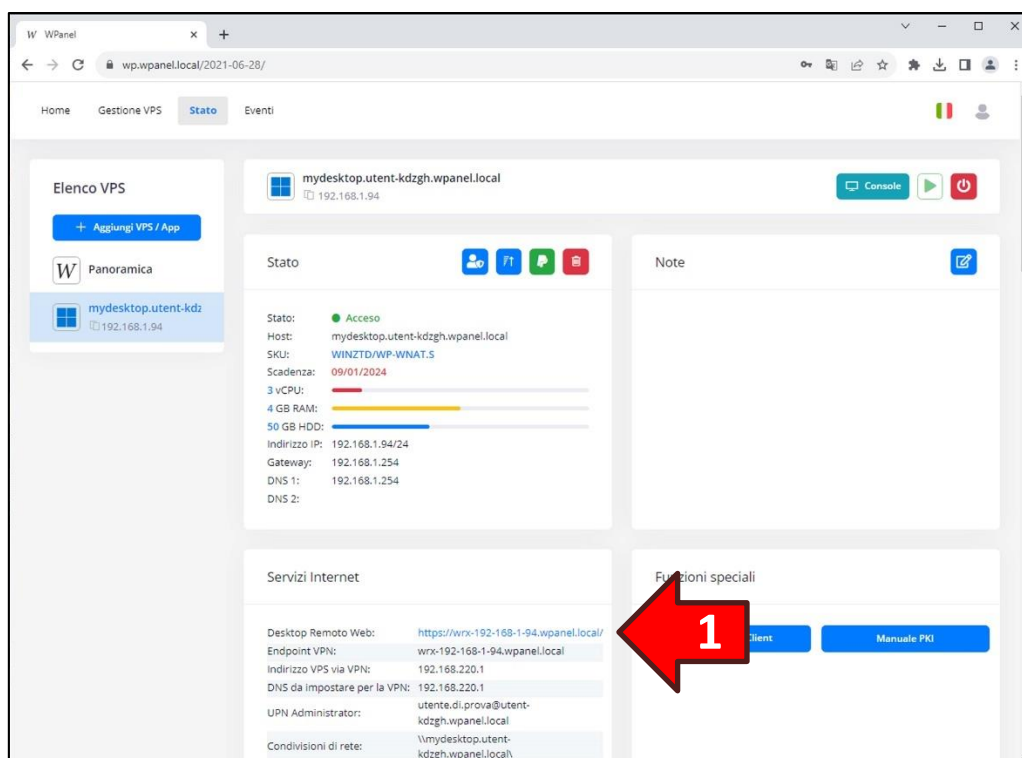 W WPanel
wp.wpanel.local/2021-06-28/
Home Gestione VPS Stato Eventi
Elenco VPS
+ Aggiungi VPS / App
W Panoramica
mydesktop.utent-kdz
192.168.1.94
mydesktop.utent-kdzgh.wpanel.local
192.168.1.94
Console
Stato
Stato: Acceso
Host: mydesktop.utent-kdzgh.wpanel.local
SKU: WINZTD/WP-WNAT.S
Scadenza: 09/01/2024
3 vCPU:
4 GB RAM:
50 GB HDD:
Indirizzo IP: 192.168.1.94/24
Gateway: 192.168.1.254
DNS 1: 192.168.1.254
DNS 2:
Note
Servizi Internet
Desktop Remoto Web: https://wrx-192-168-1-94.wpanel.local/
Endpoint VPN: wrx-192-168-1-94.wpanel.local
Indirizzo VPS via VPN: 192.168.220.1
DNS da impostare per la VPN: 192.168.220.1
UPN Administrator: utente.di.prova@utent-
kdzgh.wpanel.local
Condivisioni di rete: \\mydesktop.utent-
kdzgh.wpanel.local\
Funzioni speciali
1
Client
Manuale PKI